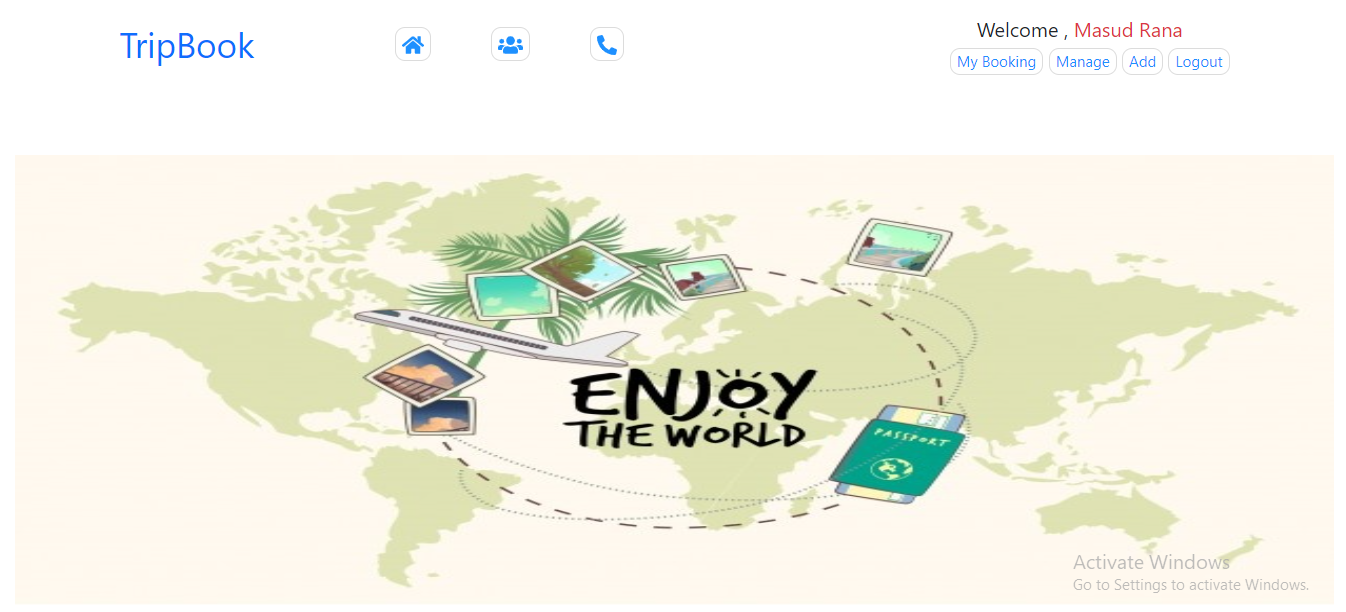 TripBook
Welcome , Masud Rana
My Booking Manage Add Logout
ENJOY
THE WORLD
PASSPORT
Activate Windows
Go to Settings to activate Windows.